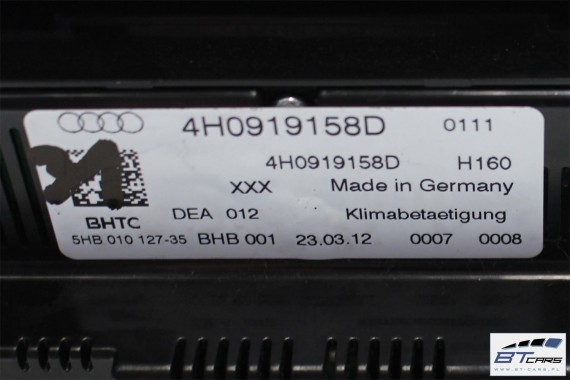 4H0919158D 0111
4H0919158D H160
XXX Made in Germany
BHTC DEA 012 Klimabetaetigung
5HB 010 127-35 BHB 001 23.03.12 0007 0008
31
BTCARS
WWW.BT-CARS.PL